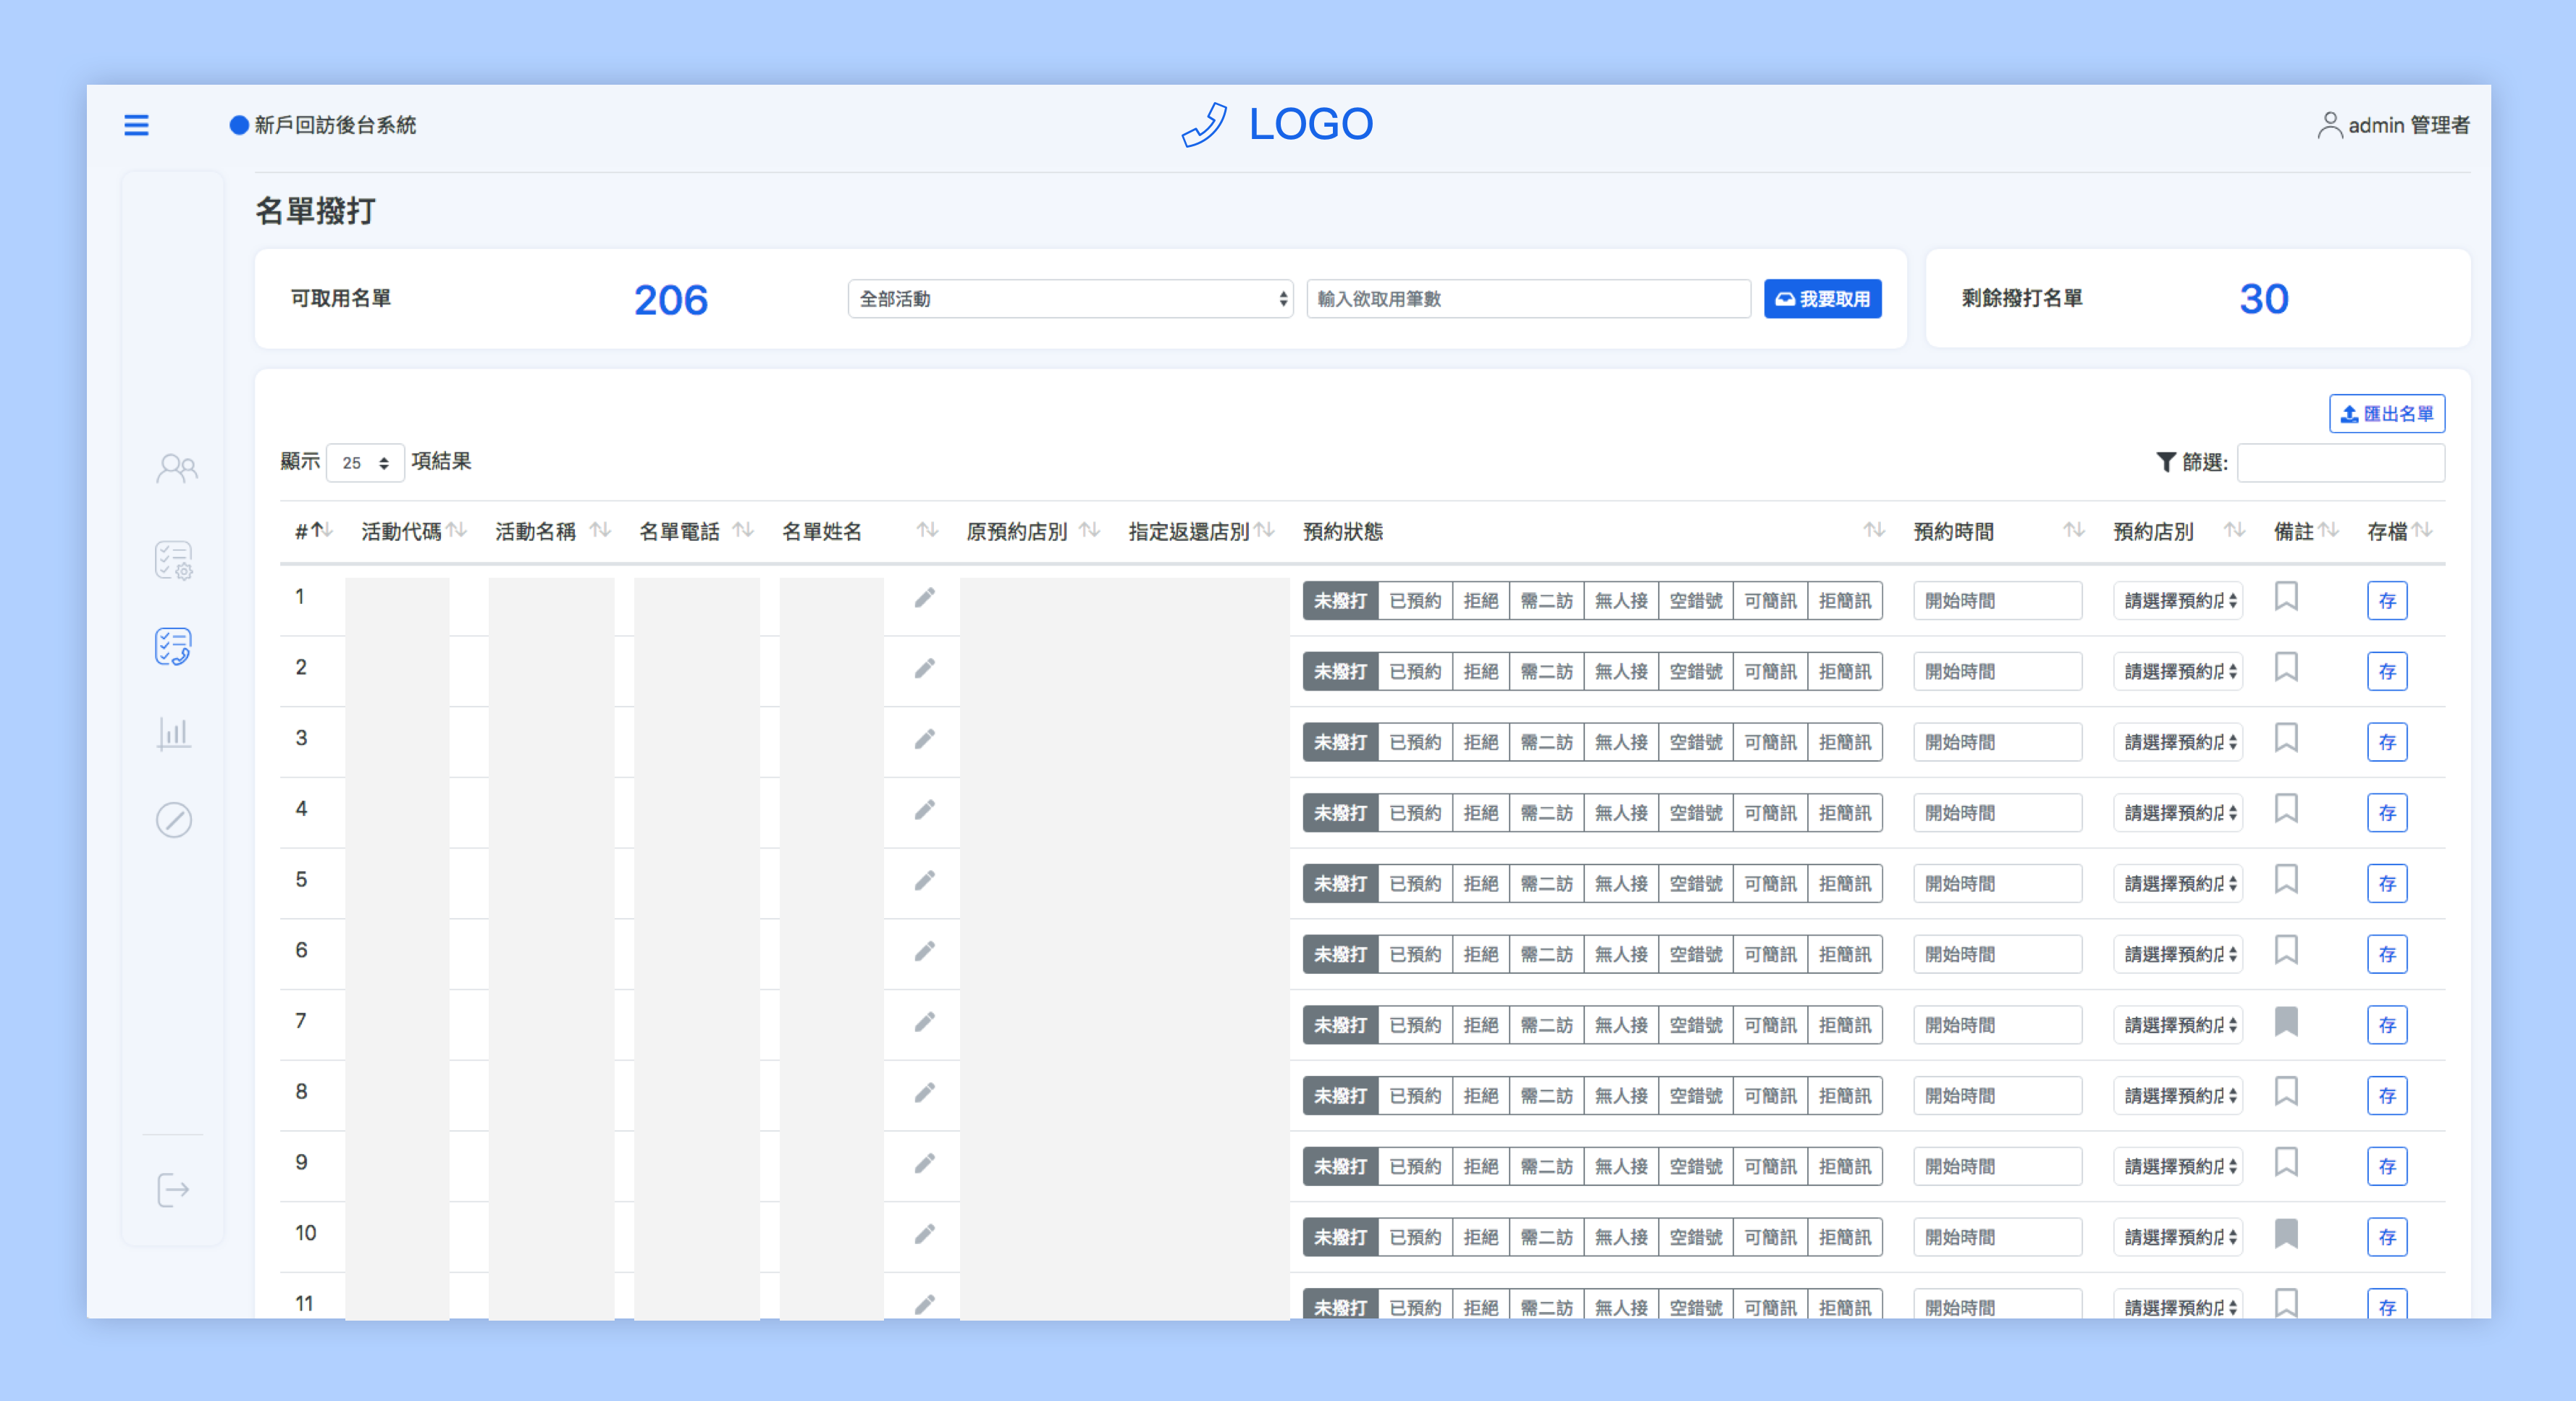 新戶回訪後台系統
LOGO
admin 管理者
名單撥打
可取用名單 206 全部活動 輸入欲取用筆數 我要取用
剩餘撥打名單 30
匯出名單
顯示 25 項結果
篩選:
# 活動代碼 活動名稱 名單電話 名單姓名 原預約店別 指定返還店別 預約狀態 預約時間 預約店別 備註 存檔
1 未撥打 已預約 拒絕 需二訪 無人接 空錯號 可簡訊 拒簡訊 開始時間 請選擇預約 存
2 未撥打 已預約 拒絕 需二訪 無人接 空錯號 可簡訊 拒簡訊 開始時間 請選擇預約 存
3 未撥打 已預約 拒絕 需二訪 無人接 空錯號 可簡訊 拒簡訊 開始時間 請選擇預約 存
4 未撥打 已預約 拒絕 需二訪 無人接 空錯號 可簡訊 拒簡訊 開始時間 請選擇預約 存
5 未撥打 已預約 拒絕 需二訪 無人接 空錯號 可簡訊 拒簡訊 開始時間 請選擇預約 存
6 未撥打 已預約 拒絕 需二訪 無人接 空錯號 可簡訊 拒簡訊 開始時間 請選擇預約 存
7 未撥打 已預約 拒絕 需二訪 無人接 空錯號 可簡訊 拒簡訊 開始時間 請選擇預約 存
8 未撥打 已預約 拒絕 需二訪 無人接 空錯號 可簡訊 拒簡訊 開始時間 請選擇預約 存
9 未撥打 已預約 拒絕 需二訪 無人接 空錯號 可簡訊 拒簡訊 開始時間 請選擇預約 存
10 未撥打 已預約 拒絕 需二訪 無人接 空錯號 可簡訊 拒簡訊 開始時間 請選擇預約 存
11 未撥打 已預約 拒絕 需二訪 無人接 空錯號 可簡訊 拒簡訊 開始時間 請選擇預約 存